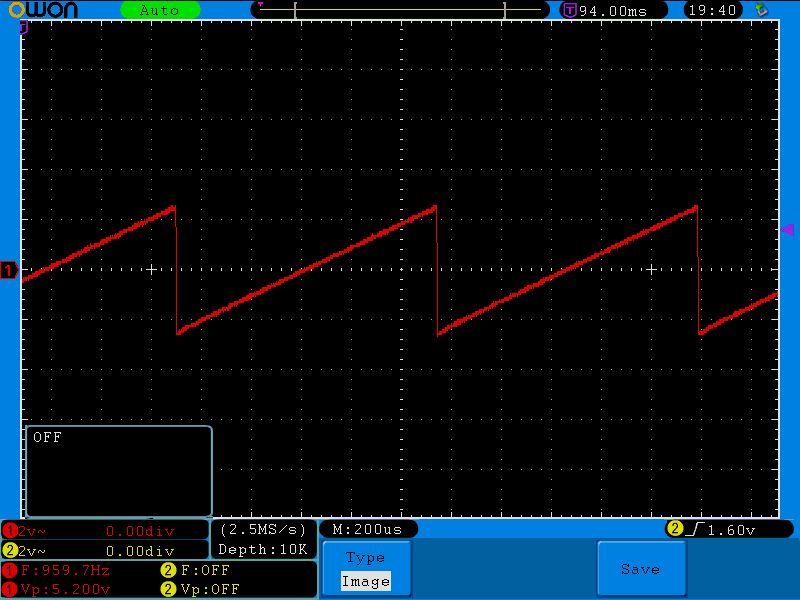 OWON Auto T 94.00ms 19:40
1
OFF
1 2v~ 0.00div (2.5MS/s) M:200us 2 1.60v
2 2v~ 0.00div Depth:10K
1 F:959.7Hz 2 F:OFF Type Save
1 Vp:5.200v 2 Vp:OFF Image